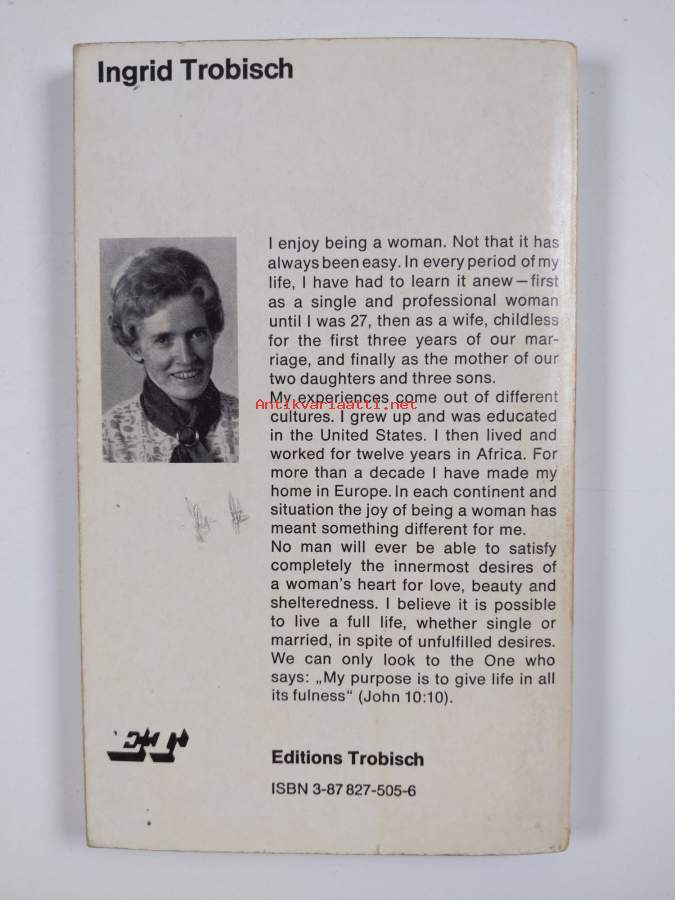 Ingrid Trobisch
I enjoy being a woman. Not that it has
always been easy. In every period of my
life, I have had to learn it anew — first
as a single and professional woman
until I was 27, then as a wife, childless
for the first three years of our mar-
riage, and finally as the mother of our
two daughters and three sons.
My experiences come out of different
Antikvariaatti.net
cultures. I grew up and was educated
in the United States. I then lived and
worked for twelve years in Africa. For
more than a decade I have made my
home in Europe. In each continent and
situation the joy of being a woman has
meant something different for me.
No man will ever be able to satisfy
completely the innermost desires of
a woman's heart for love, beauty and
shelteredness. I believe it is possible
to live a full life, whether single or
married, in spite of unfulfilled desires.
We can only look to the One who
says: „My purpose is to give life in all
its fulness“ (John 10:10).
Editions Trobisch
ISBN 3-87 827-505-6